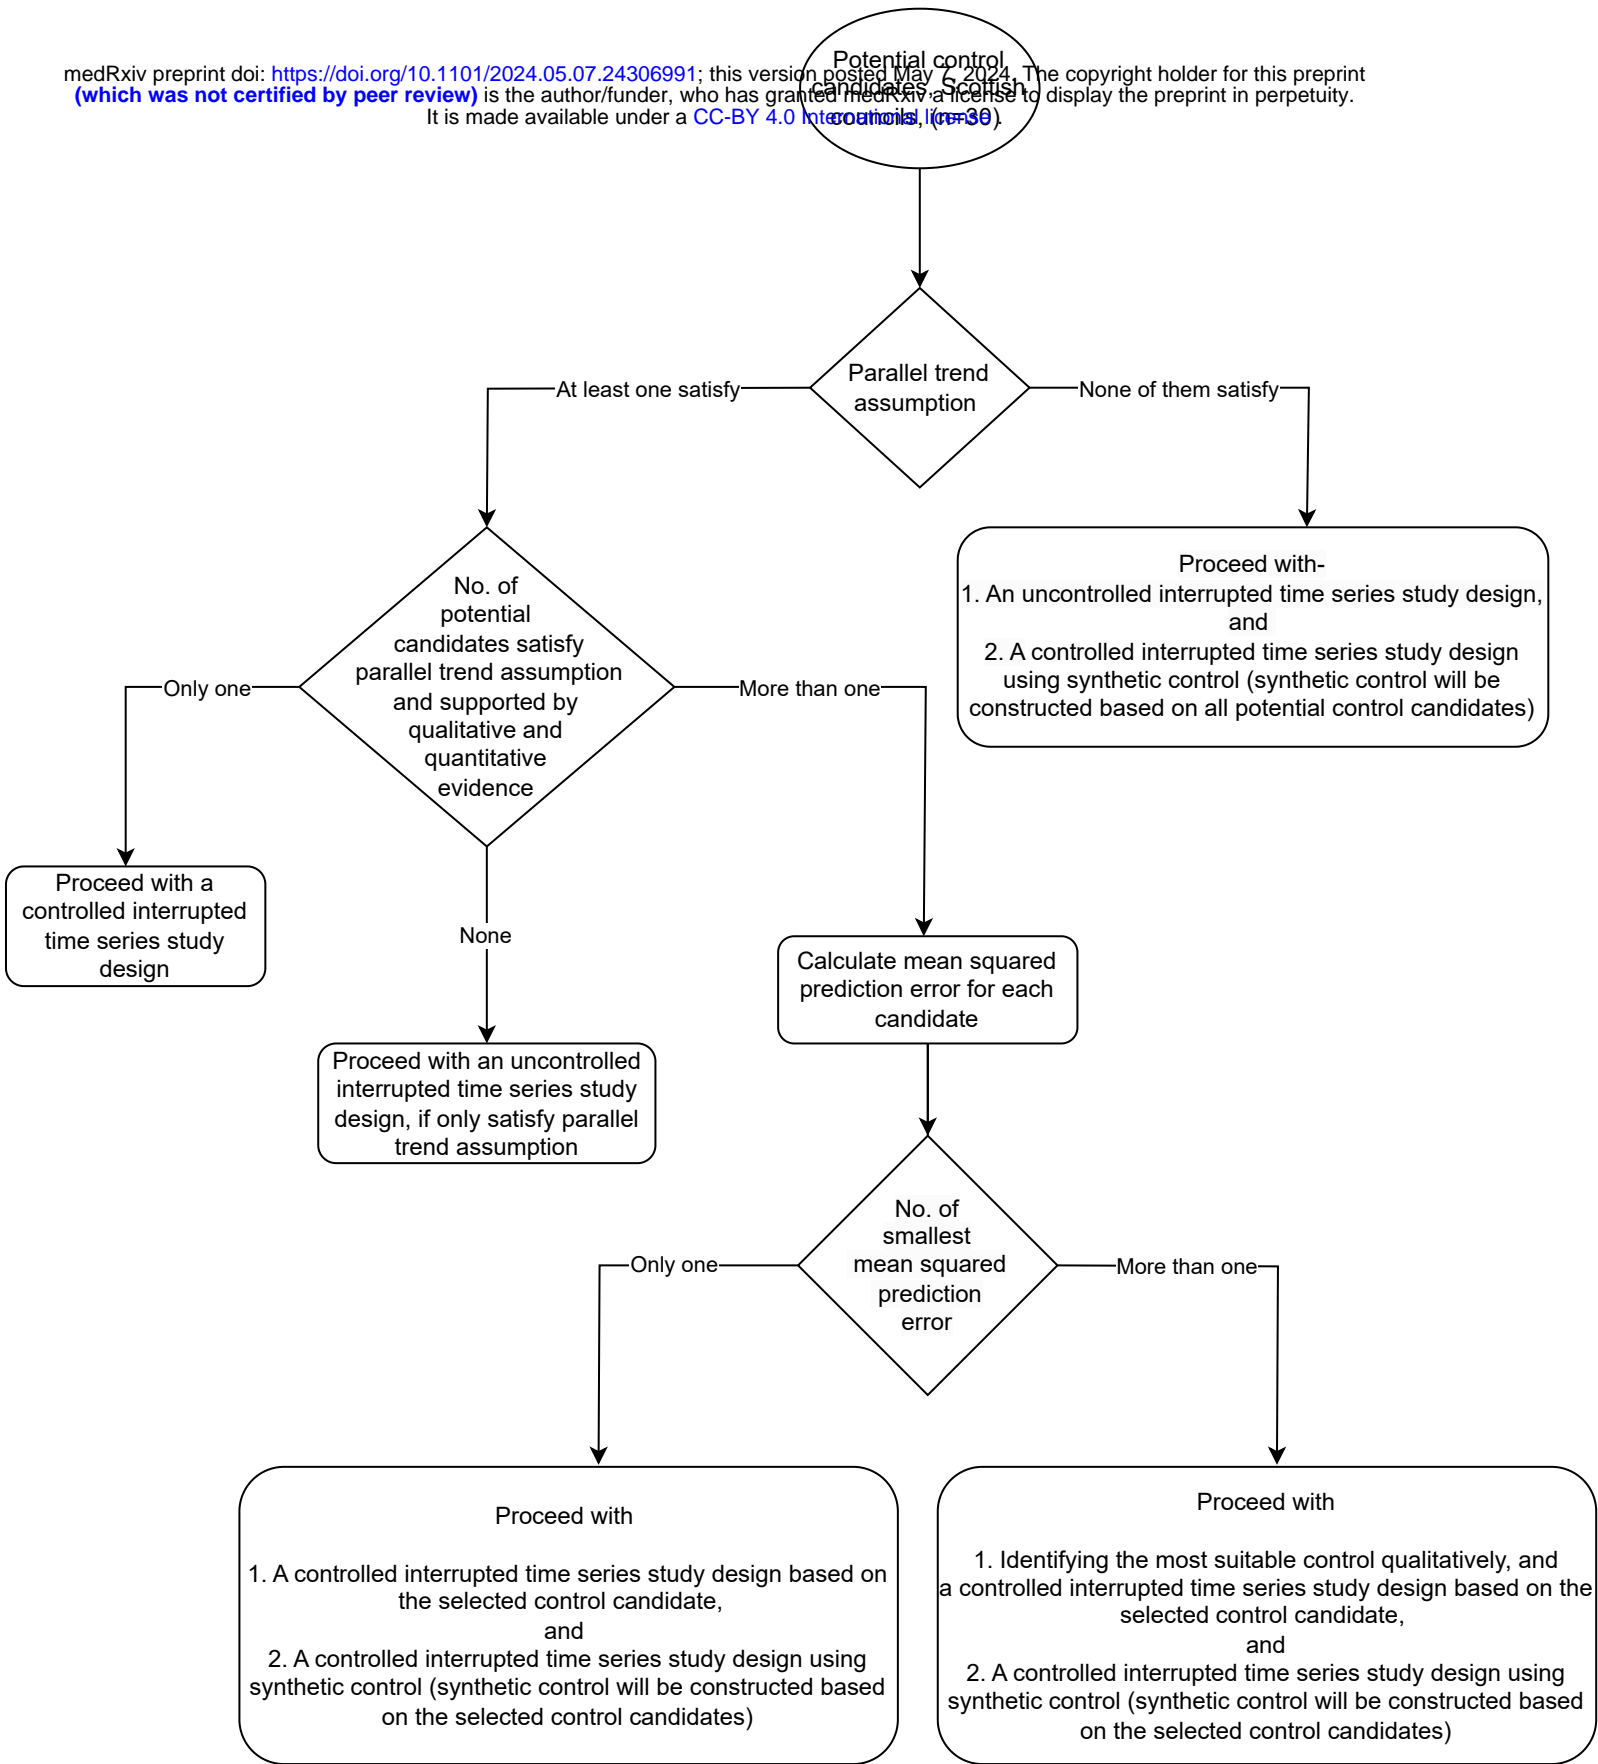 Potential control
candidates, Scottish
councils, (n=30)
medRxiv preprint doi: https://doi.org/10.1101/2024.05.07.24306991; this version posted May 7, 2024. The copyright holder for this preprint
(which was not certified by peer review) is the author/funder, who has granted medRxiv a license to display the preprint in perpetuity.
It is made available under a CC-BY 4.0 International license .
Parallel trend
assumption
At least one satisfy
None of them satisfy
No. of
potential
candidates satisfy
parallel trend assumption
and supported by
qualitative and
quantitative
evidence
Proceed with-
1. An uncontrolled interrupted time series study design,
and
2. A controlled interrupted time series study design
using synthetic control (synthetic control will be
constructed based on all potential control candidates)
Only one
More than one
Proceed with a
controlled interrupted
time series study
design
None
Calculate mean squared
prediction error for each
candidate
Proceed with an uncontrolled
interrupted time series study
design, if only satisfy parallel
trend assumption
No. of
smallest
mean squared
prediction
error
Only one
More than one
Proceed with
1. A controlled interrupted time series study design based on
the selected control candidate,
and
2. A controlled interrupted time series study design using
synthetic control (synthetic control will be constructed based
on the selected control candidates)
Proceed with
1. Identifying the most suitable control qualitatively, and
a controlled interrupted time series study design based on the
selected control candidate,
and
2. A controlled interrupted time series study design using
synthetic control (synthetic control will be constructed based
on the selected control candidates)